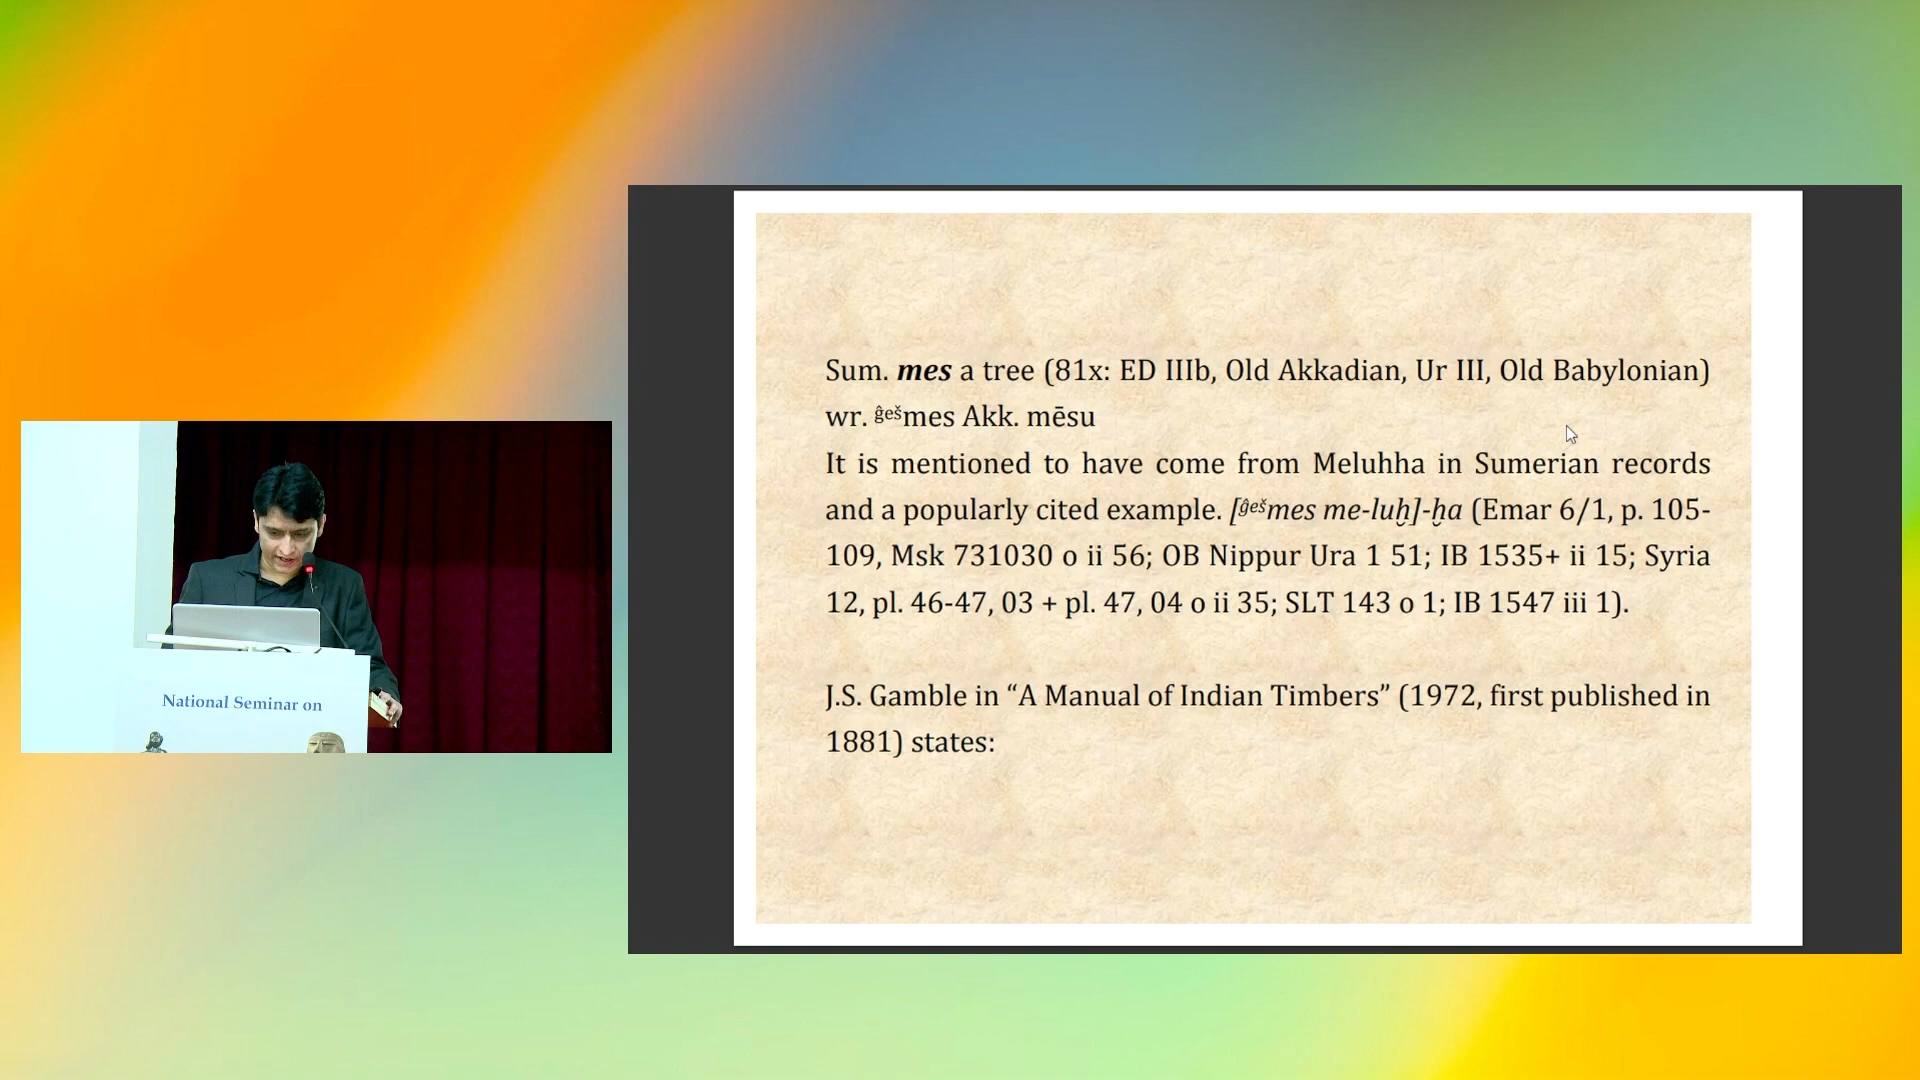 Sum. mes a tree (81x: ED IIIb, Old Akkadian, Ur III, Old Babylonian)
wr. ĝešmes Akk. mēsu
It is mentioned to have come from Meluhha in Sumerian records
and a popularly cited example. [ĝešmes me-luḫ]-ḫa (Emar 6/1, p. 105-
109, Msk 731030 o ii 56; OB Nippur Ura 1 51; IB 1535+ ii 15; Syria
12, pl. 46-47, 03 + pl. 47, 04 o ii 35; SLT 143 o 1; IB 1547 iii 1).
J.S. Gamble in “A Manual of Indian Timbers” (1972, first published in
1881) states:
National Seminar on